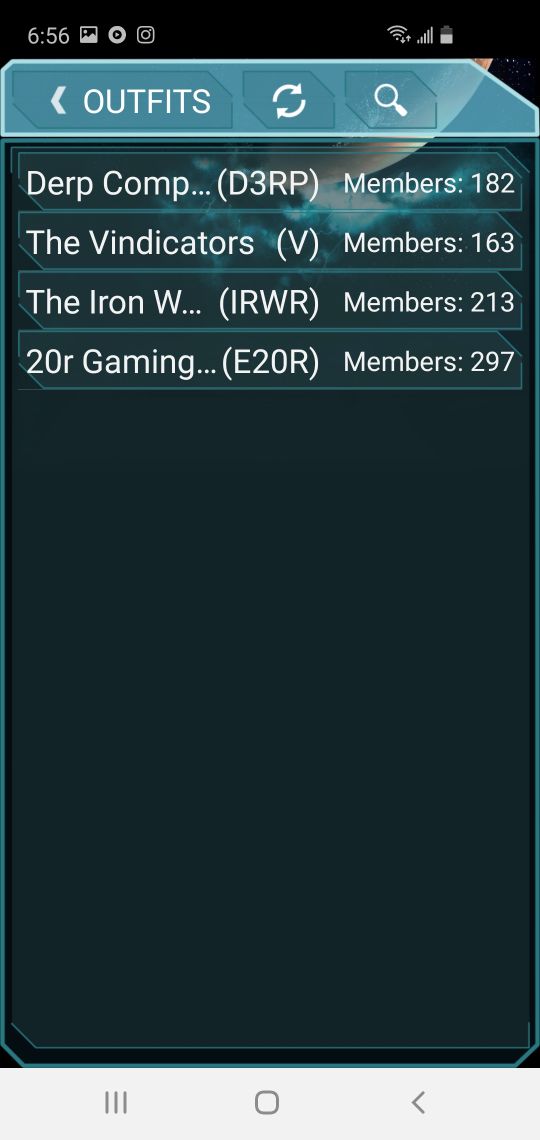 6:56
OUTFITS
Derp Comp... (D3RP) Members: 182
The Vindicators (V) Members: 163
The Iron W... (IRWR) Members: 213
20r Gaming... (E20R) Members: 297